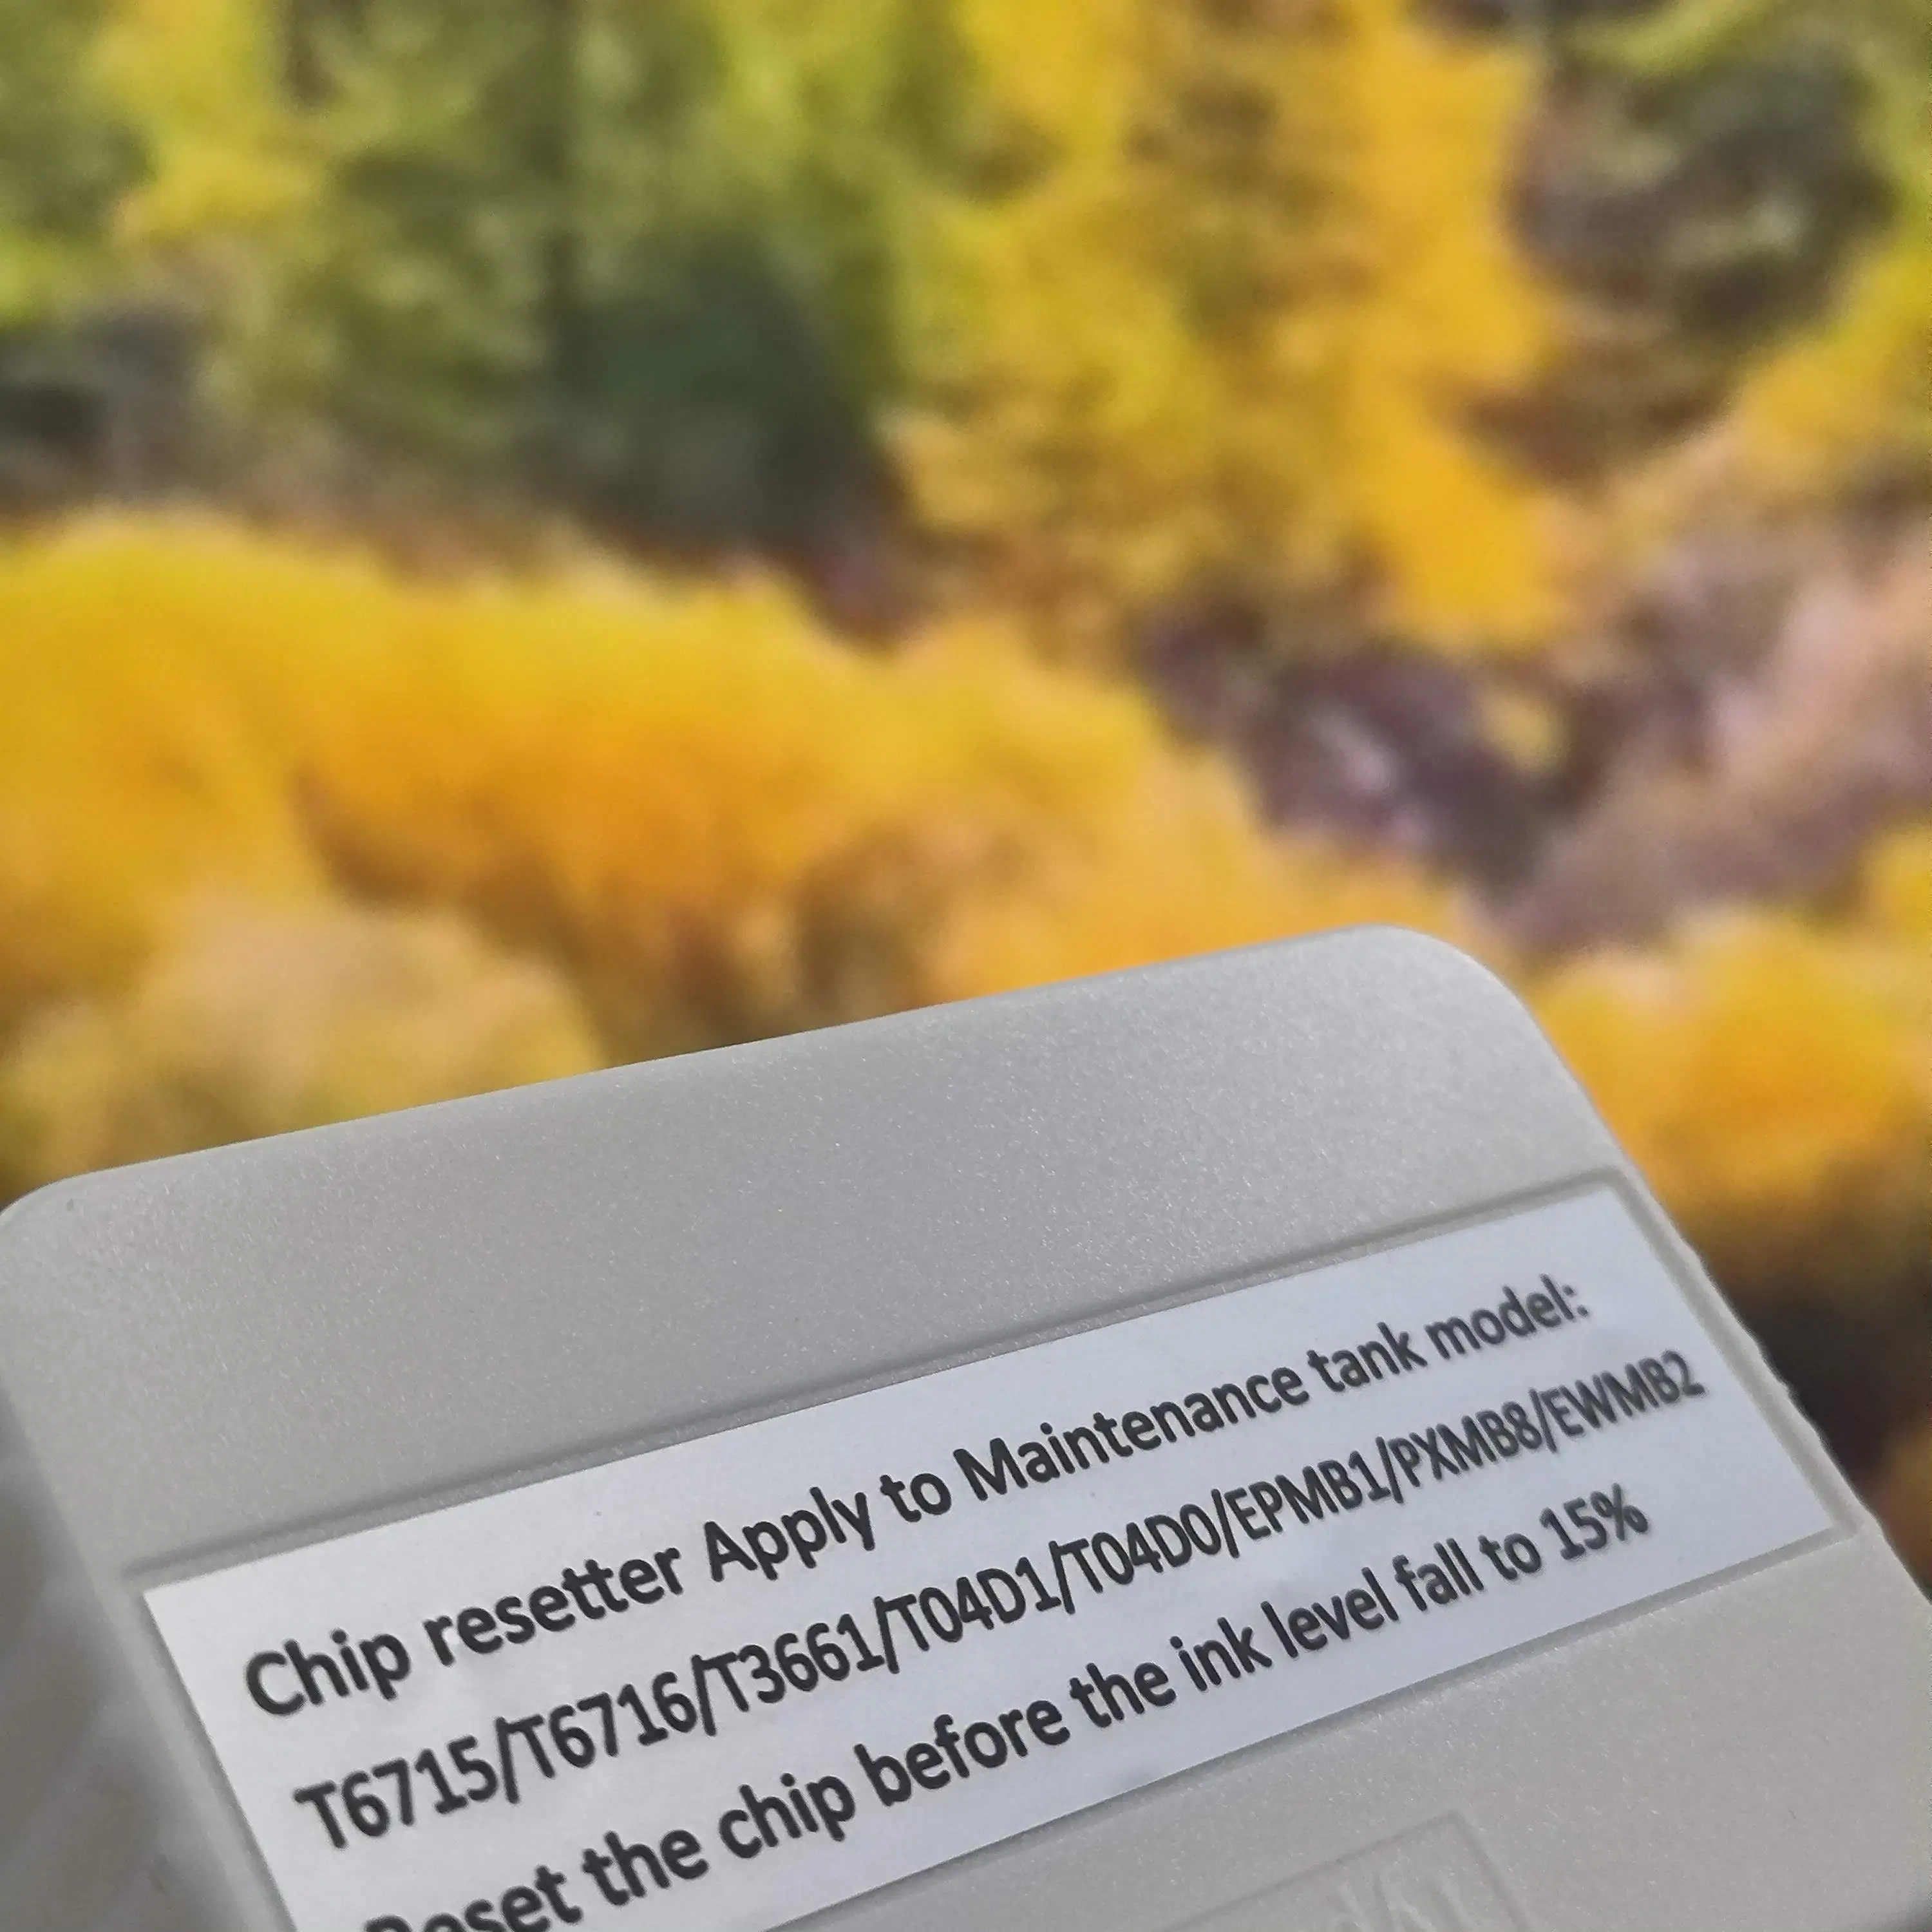 Chip resetter Apply to Maintenance tank model:
T6715/T6716/T3661/T04D1/T04D0/EPMB1/PXMB8/EWMB2
Reset the chip before the ink level fall to 15%